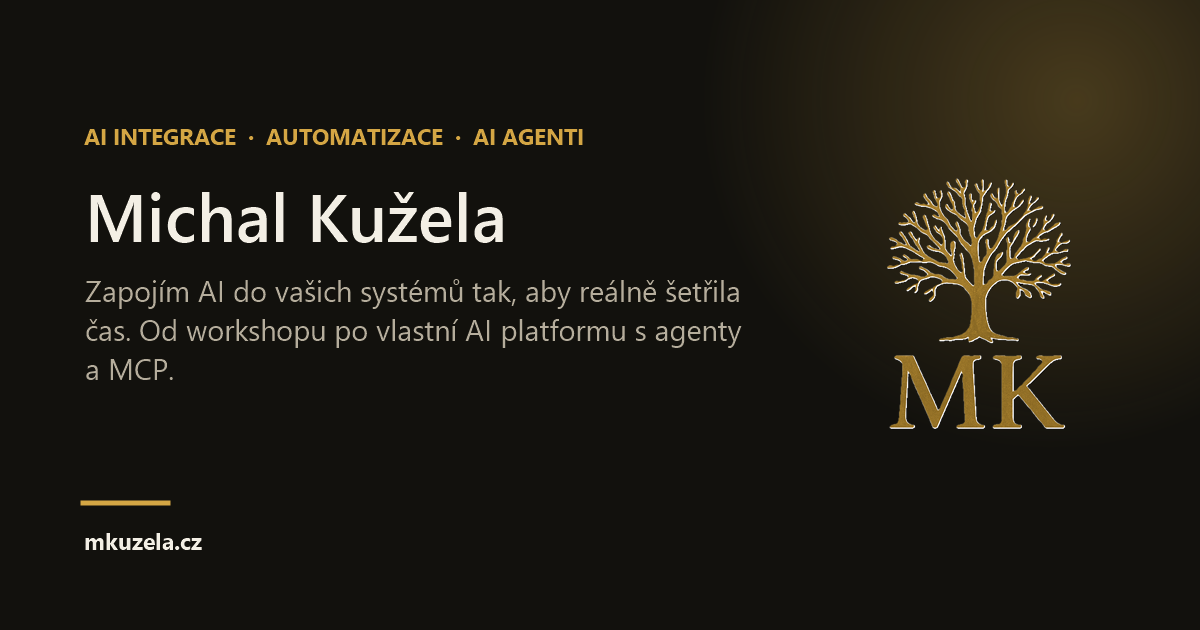 AI INTEGRACE · AUTOMATIZACE · AI AGENTI
Michal Kužela
Zapojím AI do vašich systémů tak, aby reálně šetřila
čas. Od workshopu po vlastní AI platformu s agenty
a MCP.
MK
mkuzela.cz